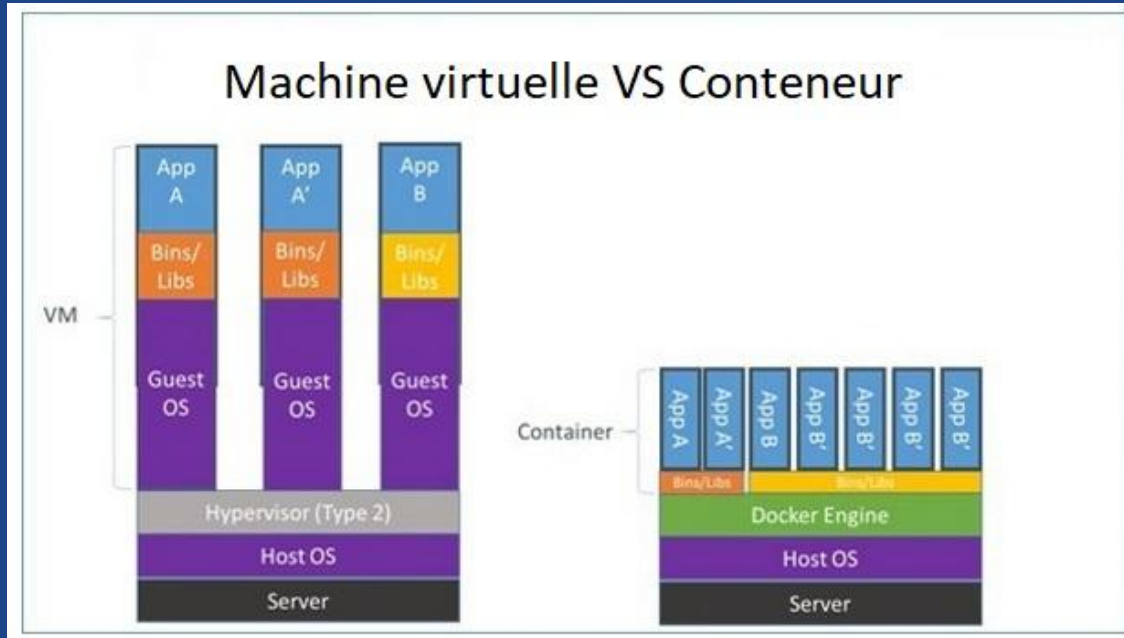 Machine virtuelle VS Conteneur
App
A
App
A'
App
B
Bins/
Libs
Bins/
Libs
Bins/
Libs
VM
Guest
OS
Guest
OS
Guest
OS
Hypervisor (Type 2)
Host OS
Server
Container
App A
App A'
App B
App B'
App B'
App B'
App B'
Bins/Libs
Bins/Libs
Docker Engine
Host OS
Server